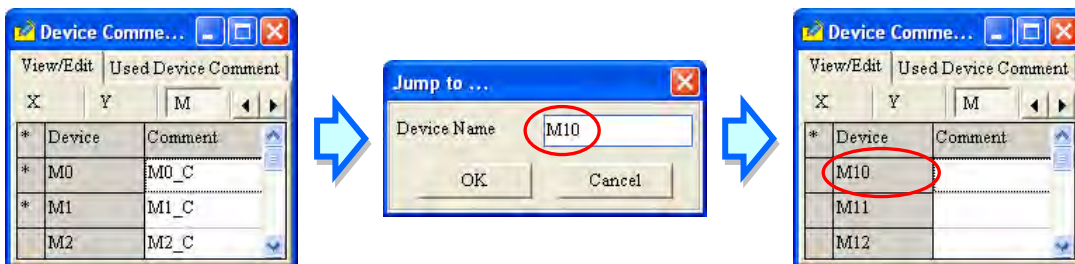 Device Comme...
View/Edit Used Device Comment
X Y M
* Device Comment
* M0 M0_C
* M1 M1_C
M2 M2_C
Jump to ...
Device Name M10
OK Cancel
Device Comme...
View/Edit Used Device Comment
X Y M
* Device Comment
M10
M11
M12